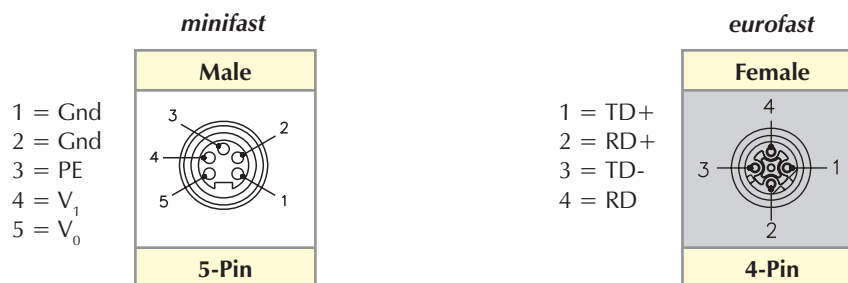 minifast
Male
1 = Gnd
2 = Gnd
3 = PE
4 = V₁
5 = V₀
3
2
4
5
1
5-Pin
eurofast
Female
1 = TD+
2 = RD+
3 = TD-
4 = RD
4
3
1
2
4-Pin